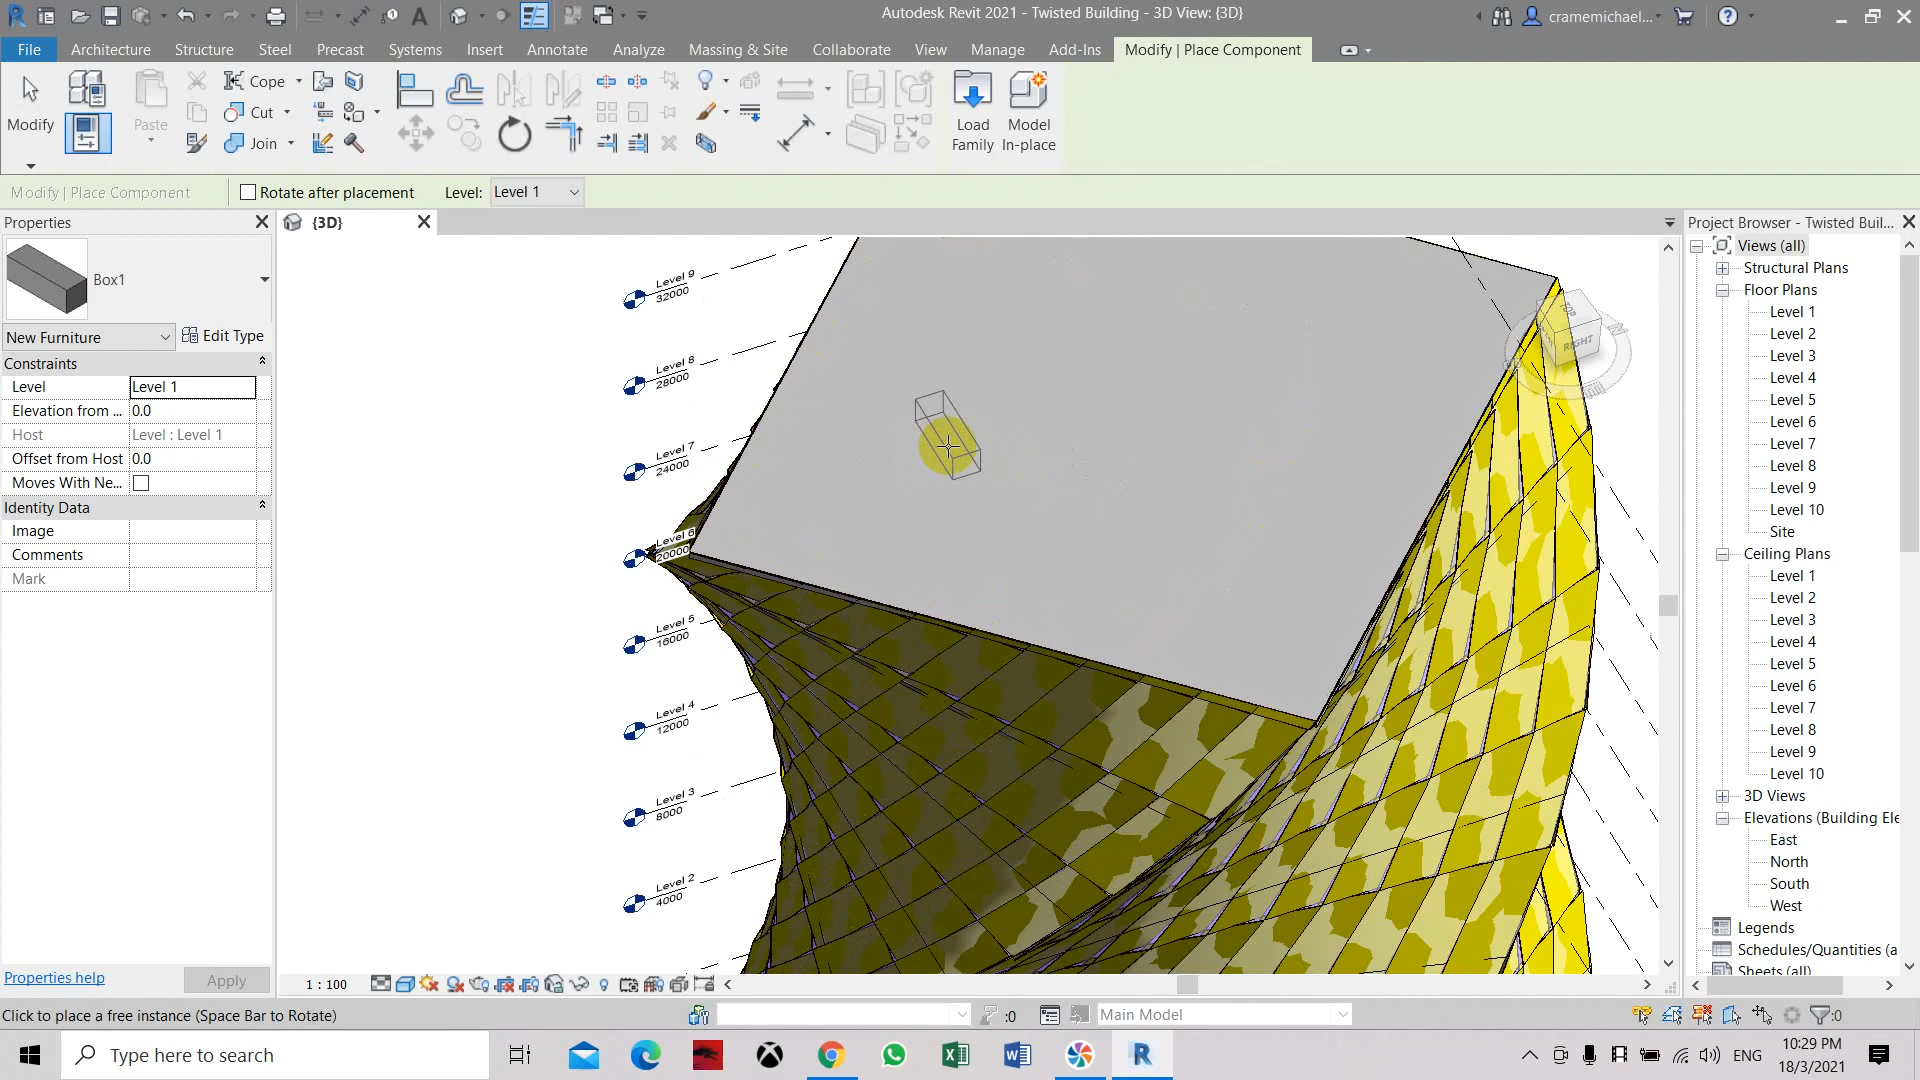 Autodesk Revit 2021 - Twisted Building - 3D View: {3D}
cramemichael...
File Architecture Structure Steel Precast Systems Insert Annotate Analyze Massing & Site Collaborate View Manage Add-Ins Modify | Place Component
Modify
Paste
Cope
Cut
Join
Load Family
Model In-place
Modify | Place Component
Rotate after placement
Level: Level 1
Properties
Box1
New Furniture
Edit Type
Constraints
Level Level 1
Elevation from ... 0.0
Host Level : Level 1
Offset from Host 0.0
Moves With Ne...
Identity Data
Image
Comments
Mark
Properties help
Apply
{3D}
Level 9
32000
Level 8
28000
Level 7
24000
Level 6
20000
Level 5
16000
Level 4
12000
Level 3
8000
Level 2
4000
TOP
RIGHT
Project Browser - Twisted Buil...
Views (all)
Structural Plans
Floor Plans
Level 1
Level 2
Level 3
Level 4
Level 5
Level 6
Level 7
Level 8
Level 9
Level 10
Site
Ceiling Plans
Level 1
Level 2
Level 3
Level 4
Level 5
Level 6
Level 7
Level 8
Level 9
Level 10
3D Views
Elevations (Building Ele
East
North
South
West
Legends
Schedules/Quantities (a
Sheets (all)
1 : 100
Click to place a free instance (Space Bar to Rotate)
:0
Main Model
:0
Type here to search
ENG
10:29 PM
18/3/2021